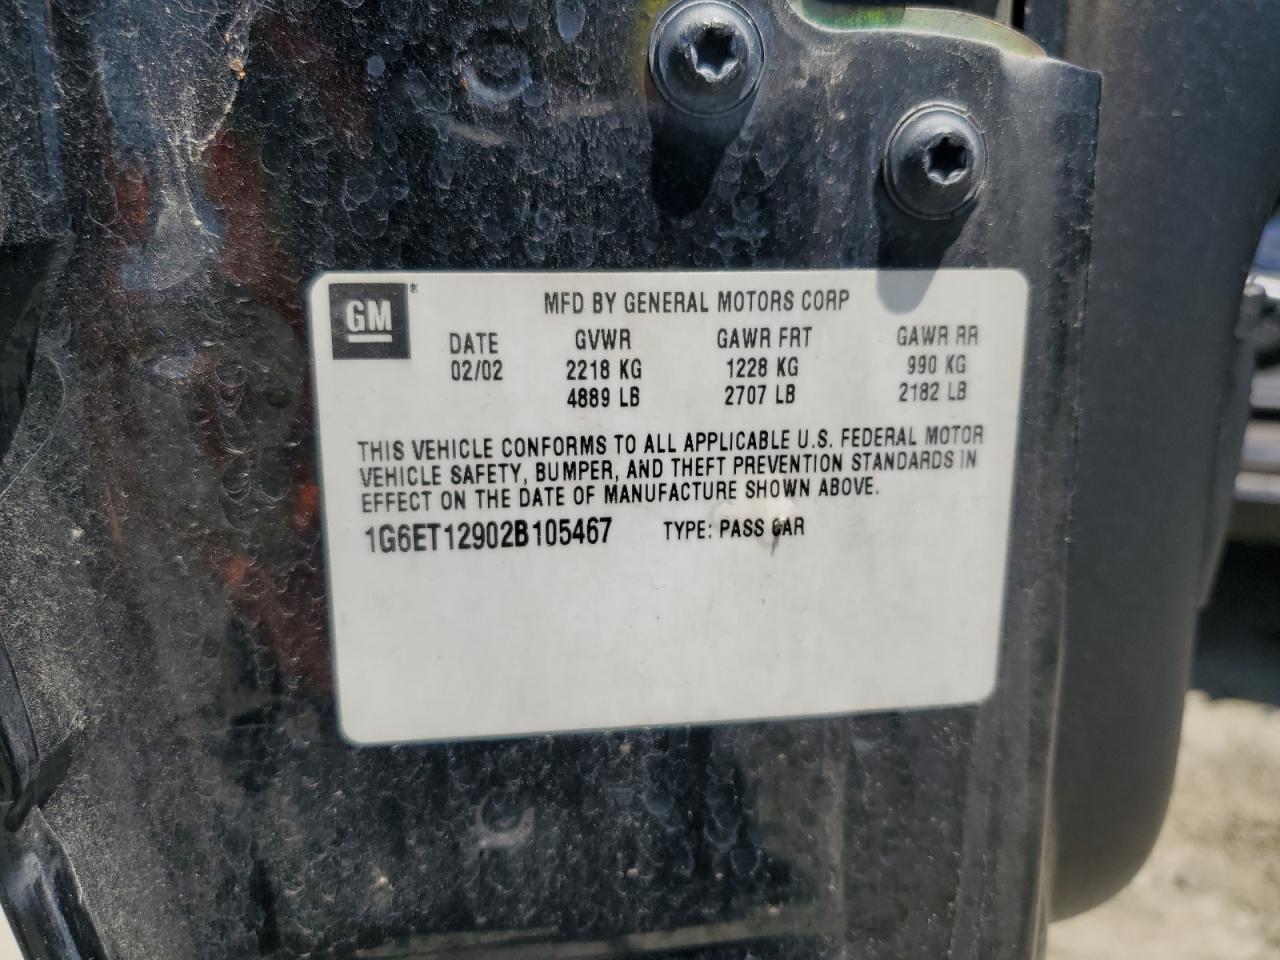 GM®
MFD BY GENERAL MOTORS CORP
DATE GVWR GAWR FRT GAWR RR
02/02 2218 KG 1228 KG 990 KG
4889 LB 2707 LB 2182 LB
THIS VEHICLE CONFORMS TO ALL APPLICABLE U.S. FEDERAL MOTOR
VEHICLE SAFETY, BUMPER, AND THEFT PREVENTION STANDARDS IN
EFFECT ON THE DATE OF MANUFACTURE SHOWN ABOVE.
1G6ET12902B105467 TYPE: PASS CAR